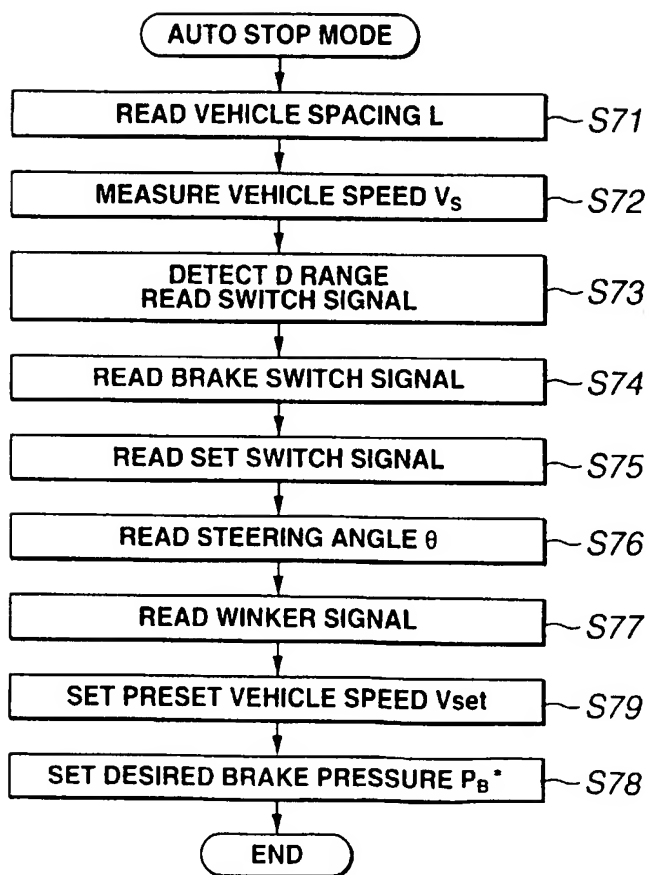 AUTO STOP MODE
READ VEHICLE SPACING L
S71
MEASURE VEHICLE SPEED VS
S72
DETECT D RANGE
READ SWITCH SIGNAL
S73
READ BRAKE SWITCH SIGNAL
S74
READ SET SWITCH SIGNAL
S75
READ STEERING ANGLE θ
S76
READ WINKER SIGNAL
S77
SET PRESET VEHICLE SPEED Vset
S79
SET DESIRED BRAKE PRESSURE PB*
S78
END